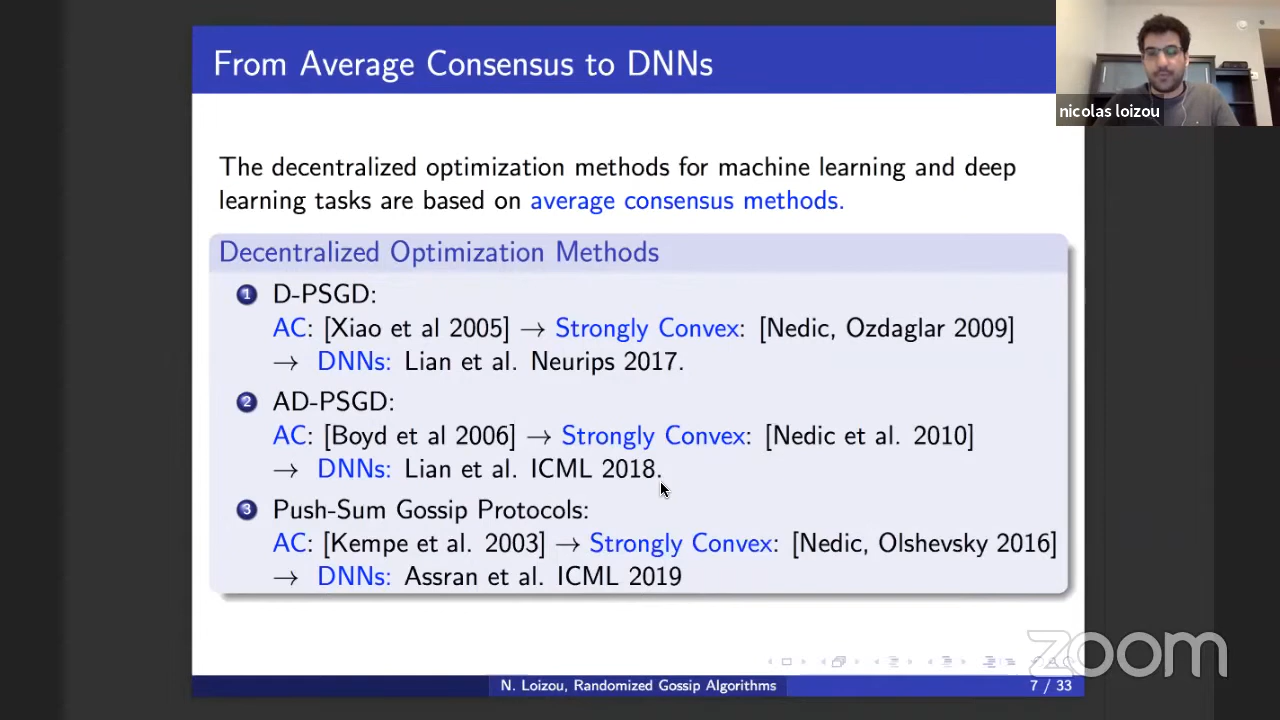 From Average Consensus to DNNs
nicolas loizou
The decentralized optimization methods for machine learning and deep
learning tasks are based on average consensus methods.
Decentralized Optimization Methods
1 D-PSGD:
AC: [Xiao et al 2005] → Strongly Convex: [Nedic, Ozdaglar 2009]
→ DNNs: Lian et al. Neurips 2017.
2 AD-PSGD:
AC: [Boyd et al 2006] → Strongly Convex: [Nedic et al. 2010]
→ DNNs: Lian et al. ICML 2018.
3 Push-Sum Gossip Protocols:
AC: [Kempe et al. 2003] → Strongly Convex: [Nedic, Olshevsky 2016]
→ DNNs: Assran et al. ICML 2019
zoom
N. Loizou, Randomized Gossip Algorithms 7 / 33